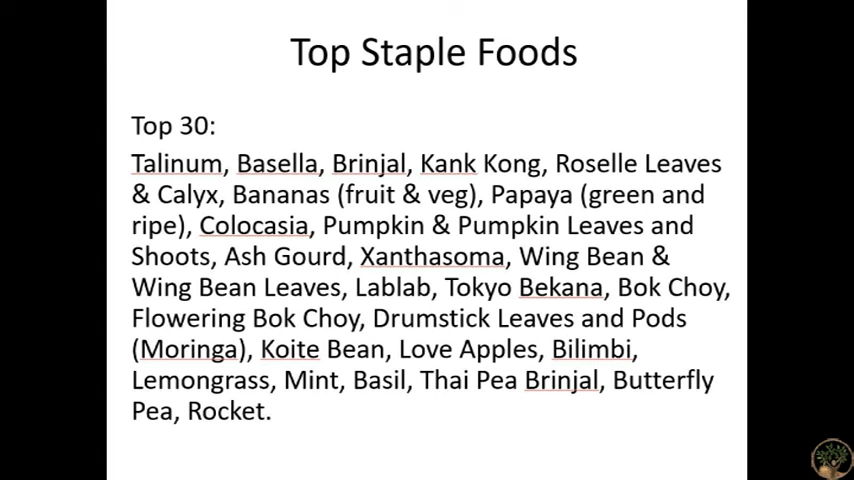 Top Staple Foods
Top 30:
Talinum, Basella, Brinjal, Kank Kong, Roselle Leaves
& Calyx, Bananas (fruit & veg), Papaya (green and
ripe), Colocasia, Pumpkin & Pumpkin Leaves and
Shoots, Ash Gourd, Xanthasoma, Wing Bean &
Wing Bean Leaves, Lablab, Tokyo Bekana, Bok Choy,
Flowering Bok Choy, Drumstick Leaves and Pods
(Moringa), Koite Bean, Love Apples, Bilimbi,
Lemongrass, Mint, Basil, Thai Pea Brinjal, Butterfly
Pea, Rocket.